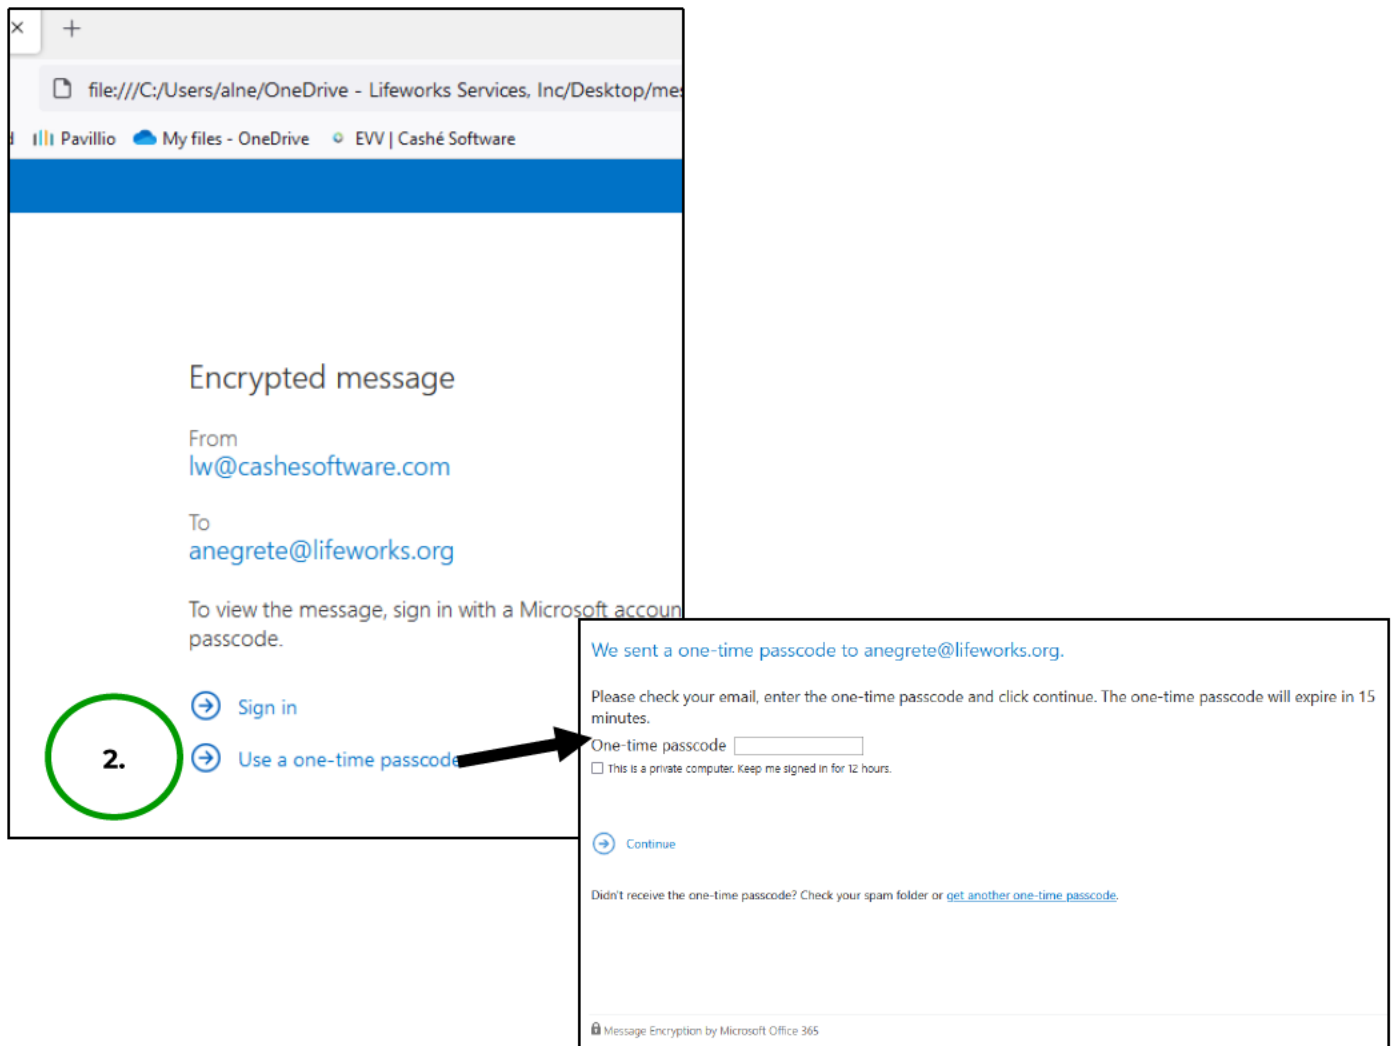 file:///C:/Users/alne/OneDrive - Lifeworks Services, Inc/Desktop/mes
Pavillio My files - OneDrive EVV | Cashé Software
Encrypted message
From
lw@cashesoftware.com
To
anegrete@lifeworks.org
To view the message, sign in with a Microsoft accoun
passcode.
Sign in
2.
Use a one-time passcode
We sent a one-time passcode to anegrete@lifeworks.org.
Please check your email, enter the one-time passcode and click continue. The one-time passcode will expire in 15
minutes.
One-time passcode
This is a private computer. Keep me signed in for 12 hours.
Continue
Didn't receive the one-time passcode? Check your spam folder or get another one-time passcode.
Message Encryption by Microsoft Office 365